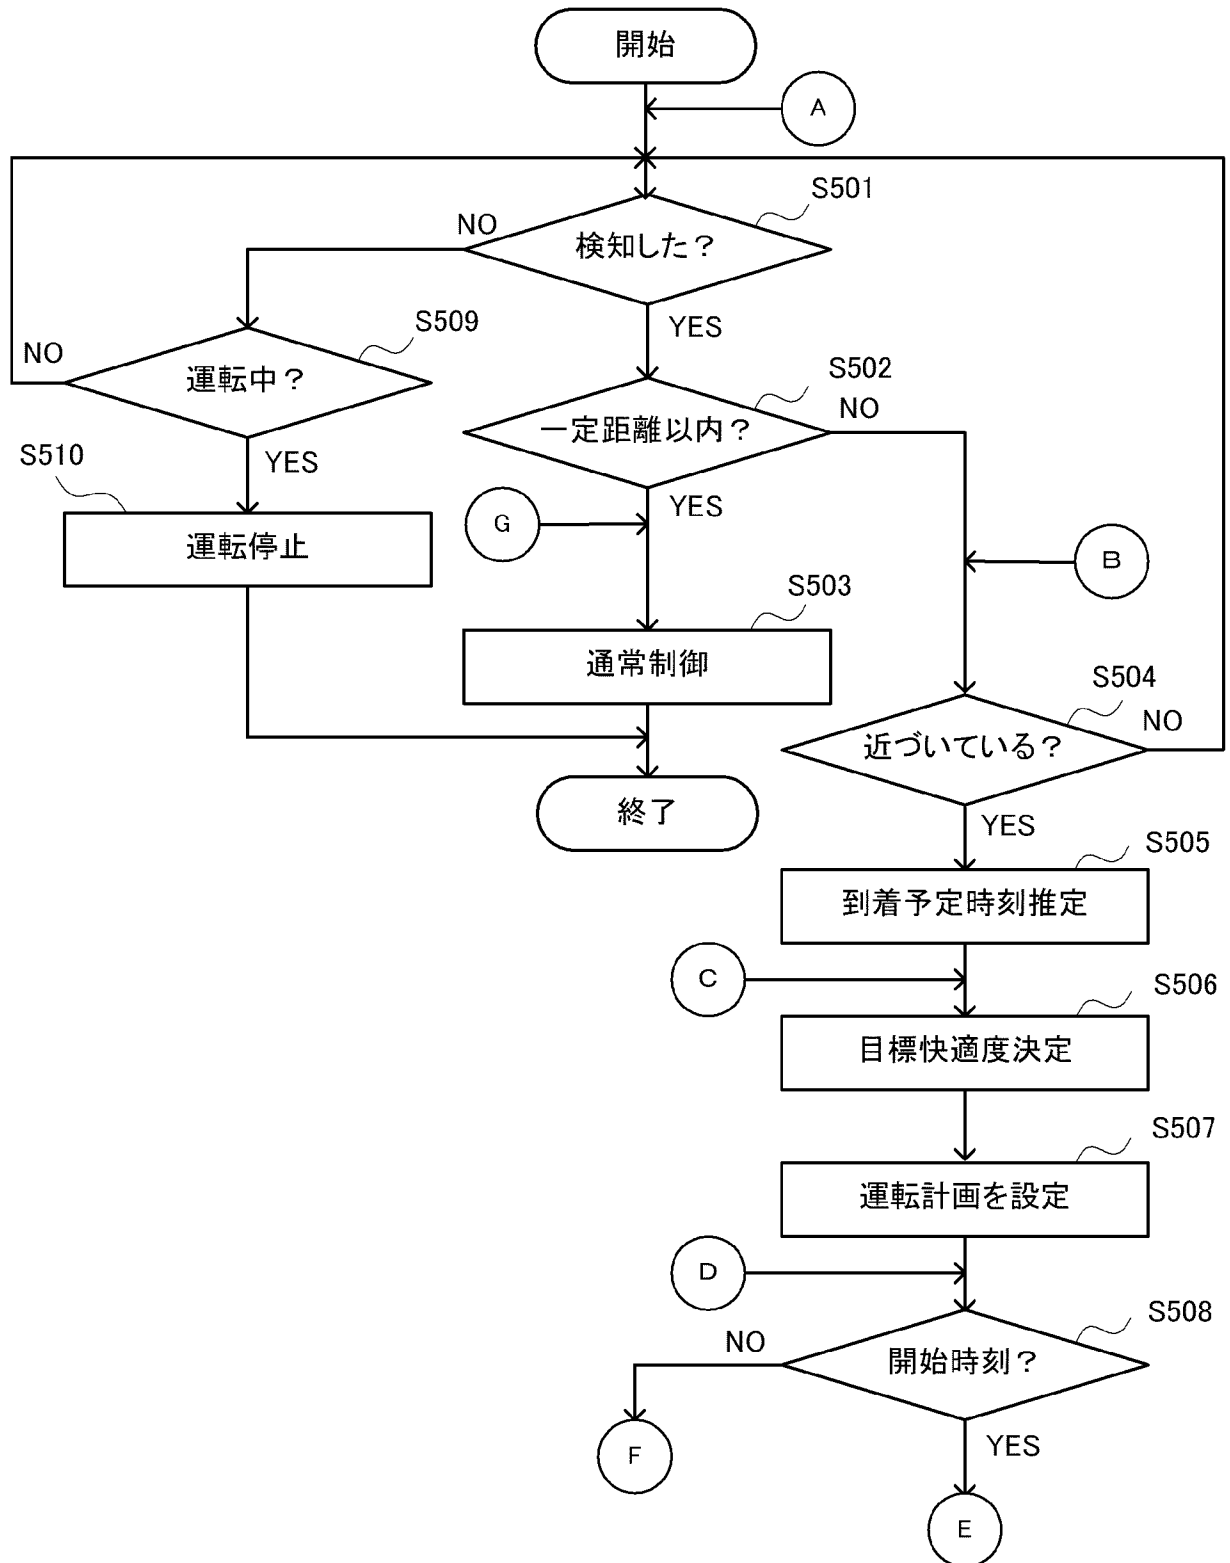 開始
A
S501
NO
検知した？
YES
S509
NO
運転中？
S502
NO
一定距離以内？
S510
YES
YES
G
運転停止
B
S503
通常制御
S504
NO
近づいている？
終了
YES
S505
到着予定時刻推定
C
S506
目標快適度決定
S507
運転計画を設定
D
S508
NO
開始時刻？
F
YES
E